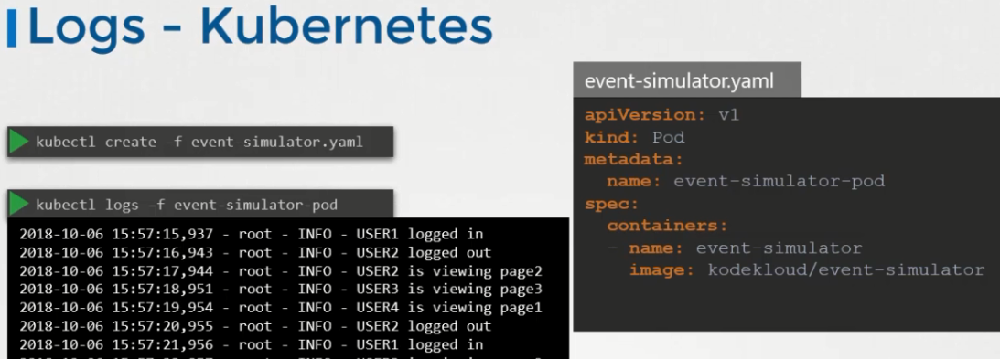 Logs - Kubernetes
kubectl create –f event-simulator.yaml
kubectl logs –f event-simulator-pod
2018-10-06 15:57:15,937 - root - INFO - USER1 logged in
2018-10-06 15:57:16,943 - root - INFO - USER2 logged out
2018-10-06 15:57:17,944 - root - INFO - USER2 is viewing page2
2018-10-06 15:57:18,951 - root - INFO - USER3 is viewing page3
2018-10-06 15:57:19,954 - root - INFO - USER4 is viewing page1
2018-10-06 15:57:20,955 - root - INFO - USER2 logged out
2018-10-06 15:57:21,956 - root - INFO - USER1 logged in
event-simulator.yaml
apiVersion: v1
kind: Pod
metadata:
  name: event-simulator-pod
spec:
  containers:
  - name: event-simulator
    image: kodekloud/event-simulator